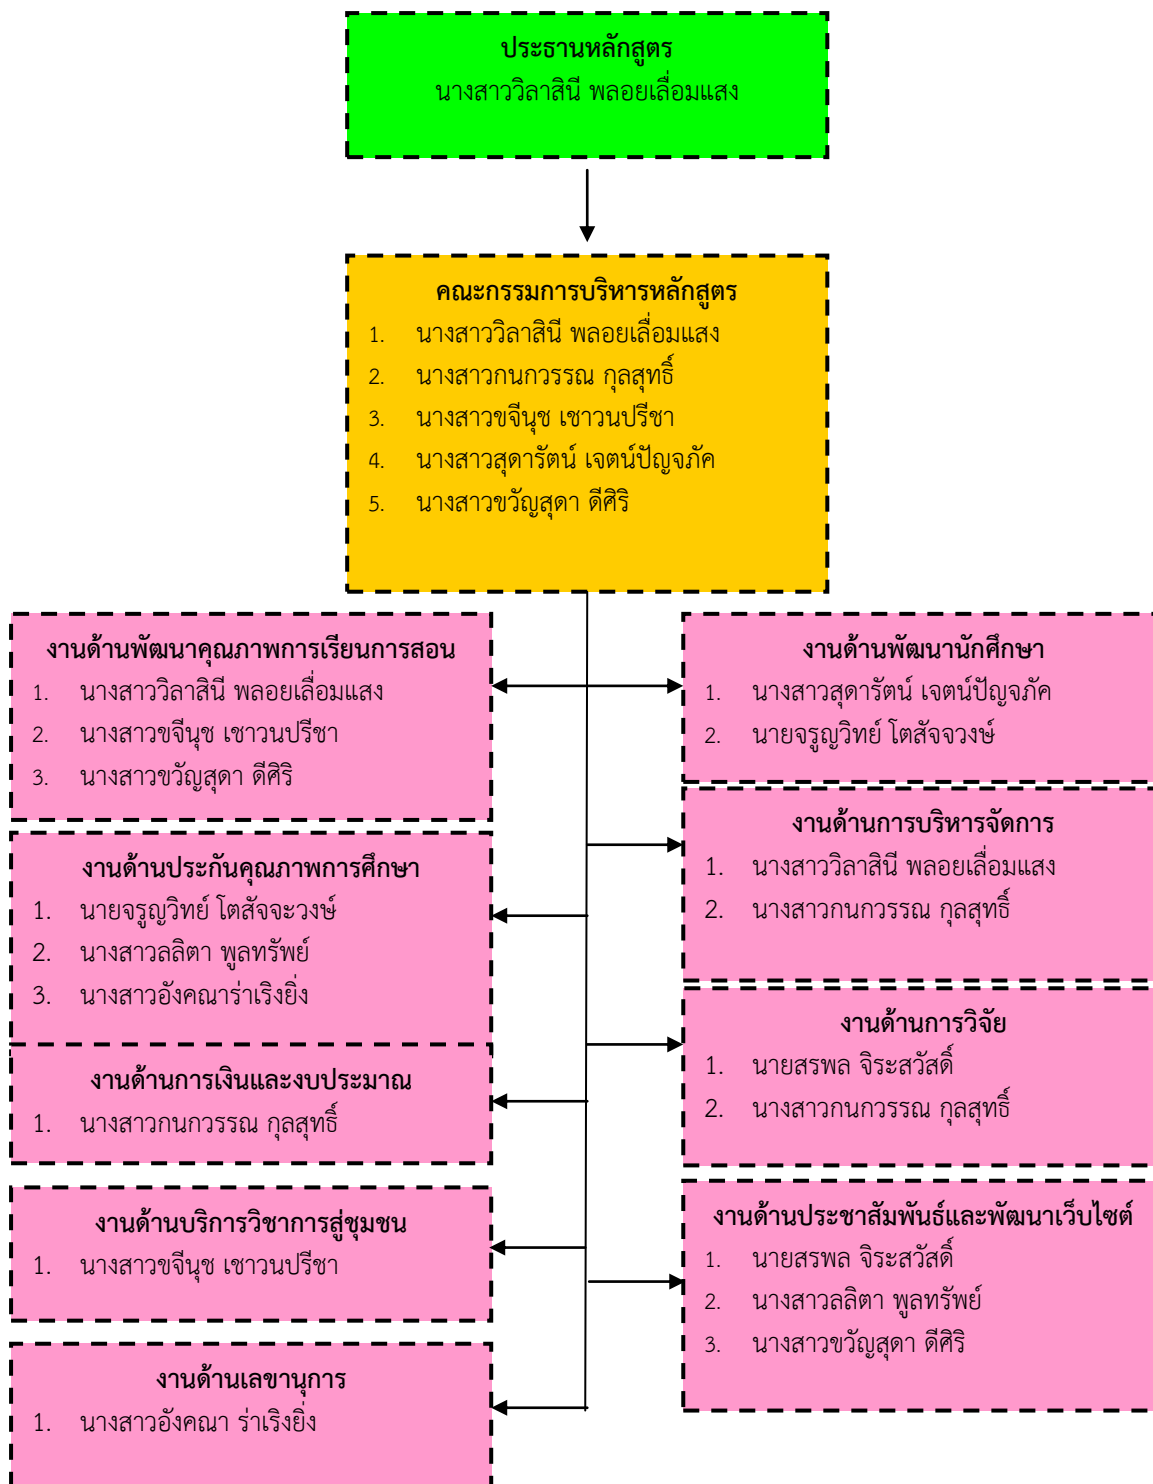 ประธานหลักสูตร
นางสาววิลาสินี พลอยเลื่อมแสง
คณะกรรมการบริหารหลักสูตร
1. นางสาววิลาสินี พลอยเลื่อมแสง
2. นางสาวกนกวรรณ กุลสุทธิ์
3. นางสาวขจีนุช เชาวนปรีชา
4. นางสาวสุดารัตน์ เจตน์ปัญจภัค
5. นางสาวขวัญสุดา ดีศิริ
งานด้านพัฒนาคุณภาพการเรียนการสอน
1. นางสาววิลาสินี พลอยเลื่อมแสง
2. นางสาวขจีนุช เชาวนปรีชา
3. นางสาวขวัญสุดา ดีศิริ
งานด้านประกันคุณภาพการศึกษา
1. นายจรูญวิทย์ โตสัจจะวงษ์
2. นางสาวลลิตา พูลทรัพย์
3. นางสาวอังคณาร่าเริงยิ่ง
งานด้านการเงินและงบประมาณ
1. นางสาวกนกวรรณ กุลสุทธิ์
งานด้านบริการวิชาการสู่ชุมชน
1. นางสาวขจีนุช เชาวนปรีชา
งานด้านเลขานุการ
1. นางสาวอังคณา ร่าเริงยิ่ง
งานด้านพัฒนานักศึกษา
1. นางสาวสุดารัตน์ เจตน์ปัญจภัค
2. นายจรูญวิทย์ โตสัจจวงษ์
งานด้านการบริหารจัดการ
1. นางสาววิลาสินี พลอยเลื่อมแสง
2. นางสาวกนกวรรณ กุลสุทธิ์
งานด้านการวิจัย
1. นายสรพล จิระสวัสดิ์
2. นางสาวกนกวรรณ กุลสุทธิ์
งานด้านประชาสัมพันธ์และพัฒนาเว็บไซต์
1. นายสรพล จิระสวัสดิ์
2. นางสาวลลิตา พูลทรัพย์
3. นางสาวขวัญสุดา ดีศิริ